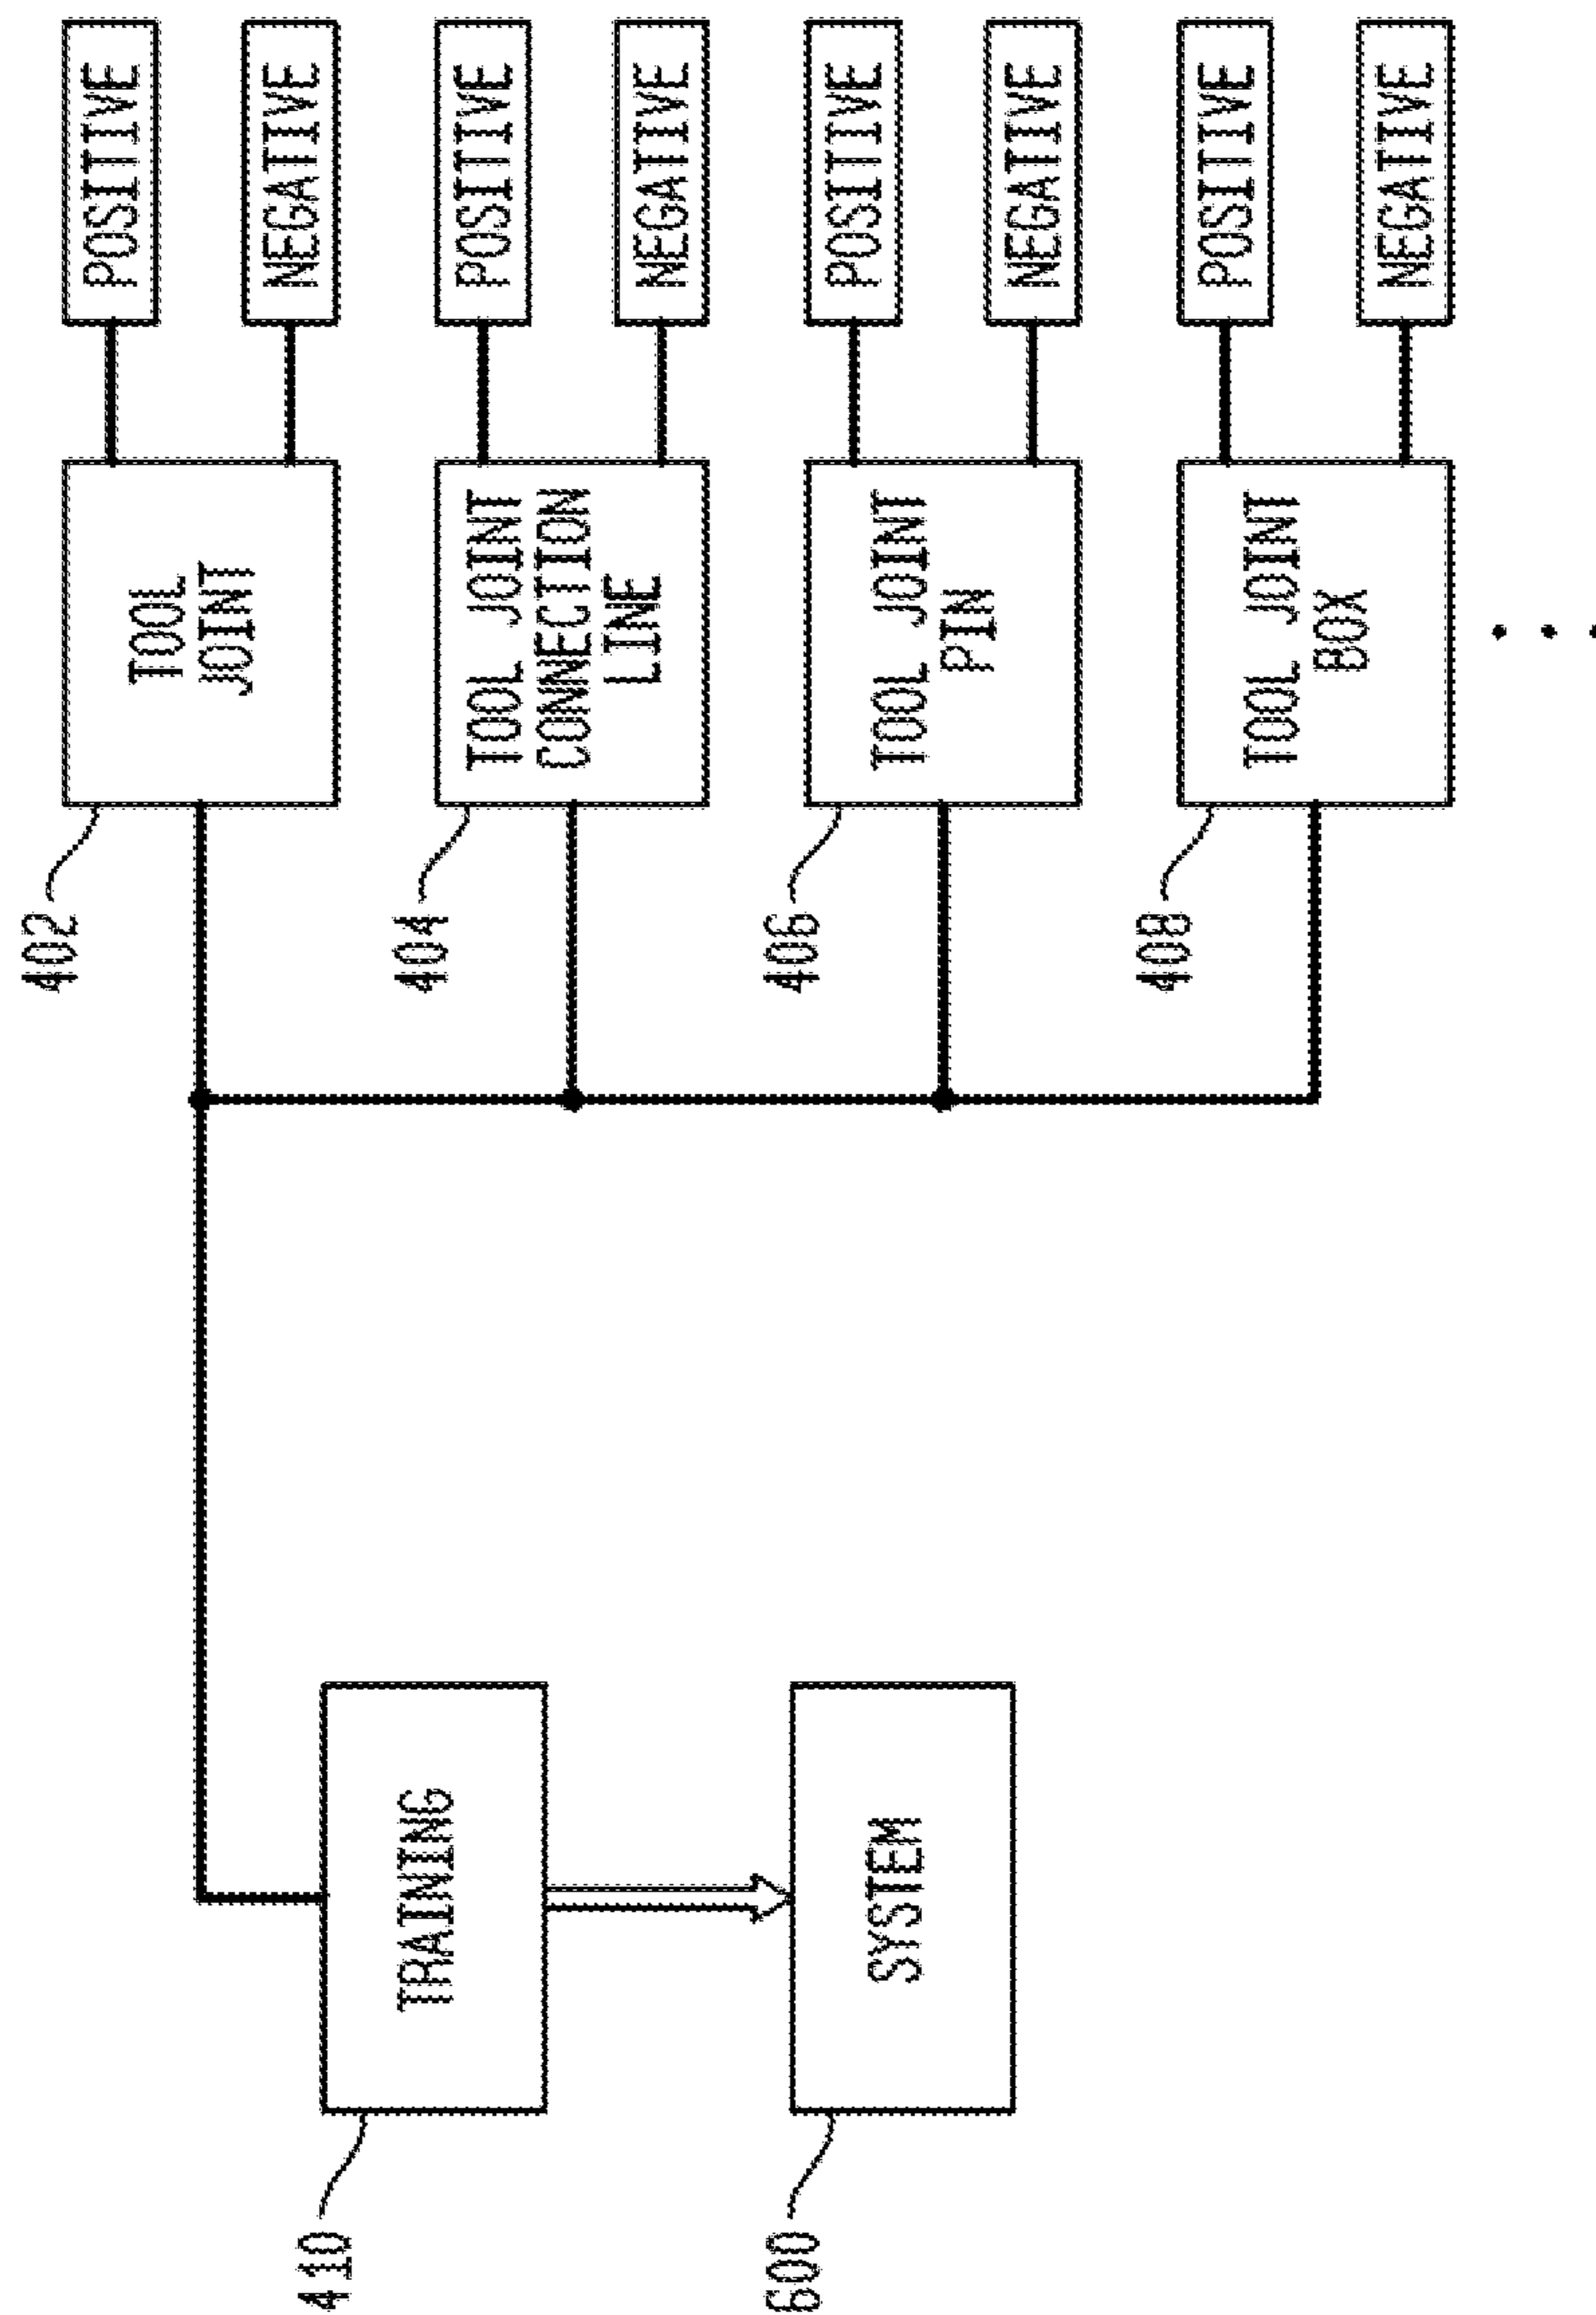 410
TRAINING
600
SYSTEM
402
TOOL
JOINT
POSITIVE
NEGATIVE
404
TOOL JOINT
CONNECTION
LINE
POSITIVE
NEGATIVE
406
TOOL JOINT
PIN
POSITIVE
NEGATIVE
408
TOOL JOINT
BOX
POSITIVE
NEGATIVE